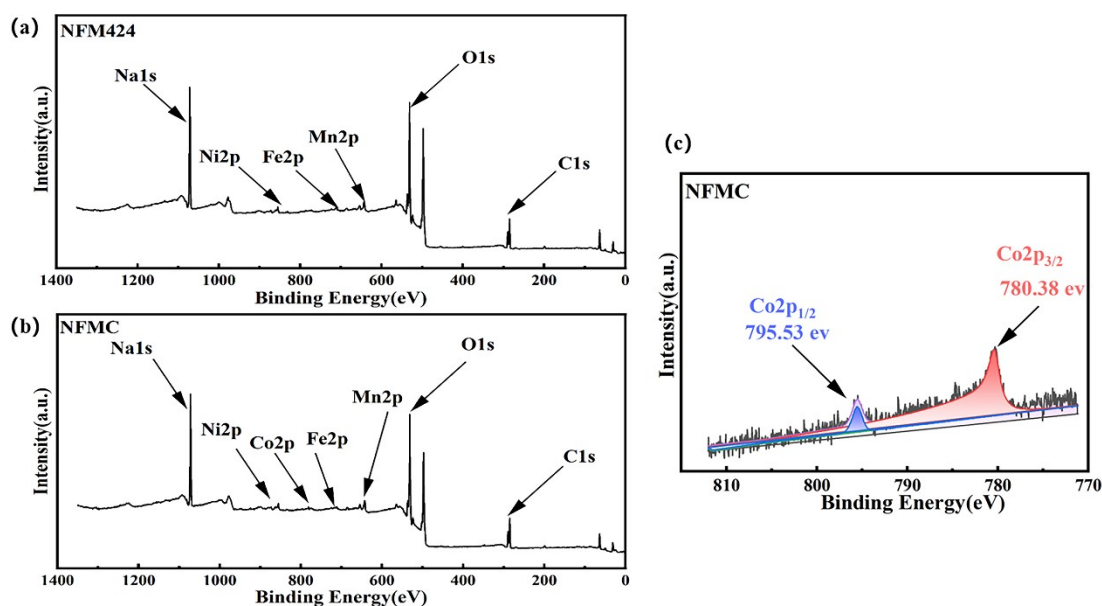 (a)
NFM424
Na1s
O1s
Ni2p
Fe2p
Mn2p
C1s
Intensity(a.u.)
1400 1200 1000 800 600 400 200 0
Binding Energy(eV)
(b)
NFMC
Na1s
O1s
Ni2p
Co2p
Fe2p
Mn2p
C1s
Intensity(a.u.)
1400 1200 1000 800 600 400 200 0
Binding Energy(eV)
(c)
NFMC
Co2p3/2
780.38 ev
Co2p1/2
795.53 ev
Intensity(a.u.)
810 800 790 780 770
Binding Energy(eV)